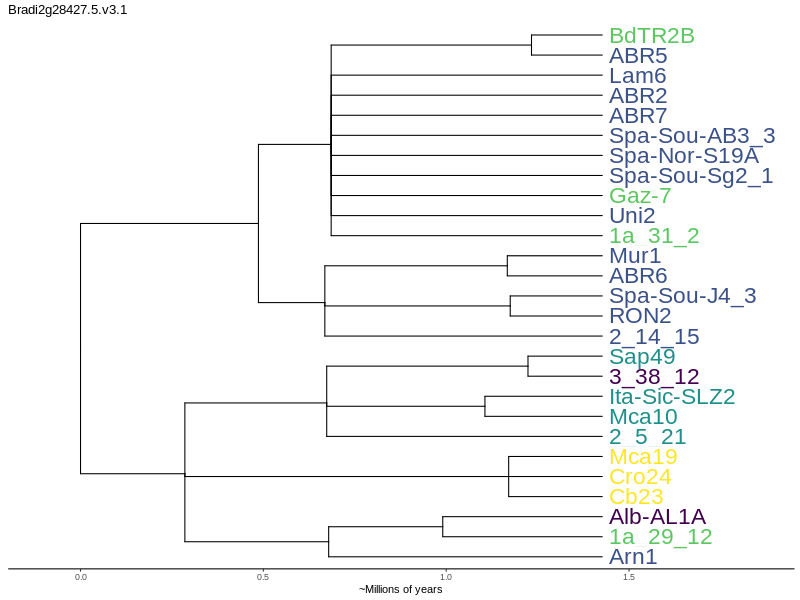 Bradi2g28427.5.v3.1
BdTR2B
ABR5
Lam6
ABR2
ABR7
Spa-Sou-AB3_3
Spa-Nor-S19A
Spa-Sou-Sg2_1
Gaz-7
Uni2
1a_31_2
Mur1
ABR6
Spa-Sou-J4_3
RON2
2_14_15
Sap49
3_38_12
Ita-Sic-SLZ2
Mca10
2_5_21
Mca19
Cro24
Cb23
Alb-AL1A
1a_29_12
Arn1
0.0 0.5 1.0 1.5
~Millions of years